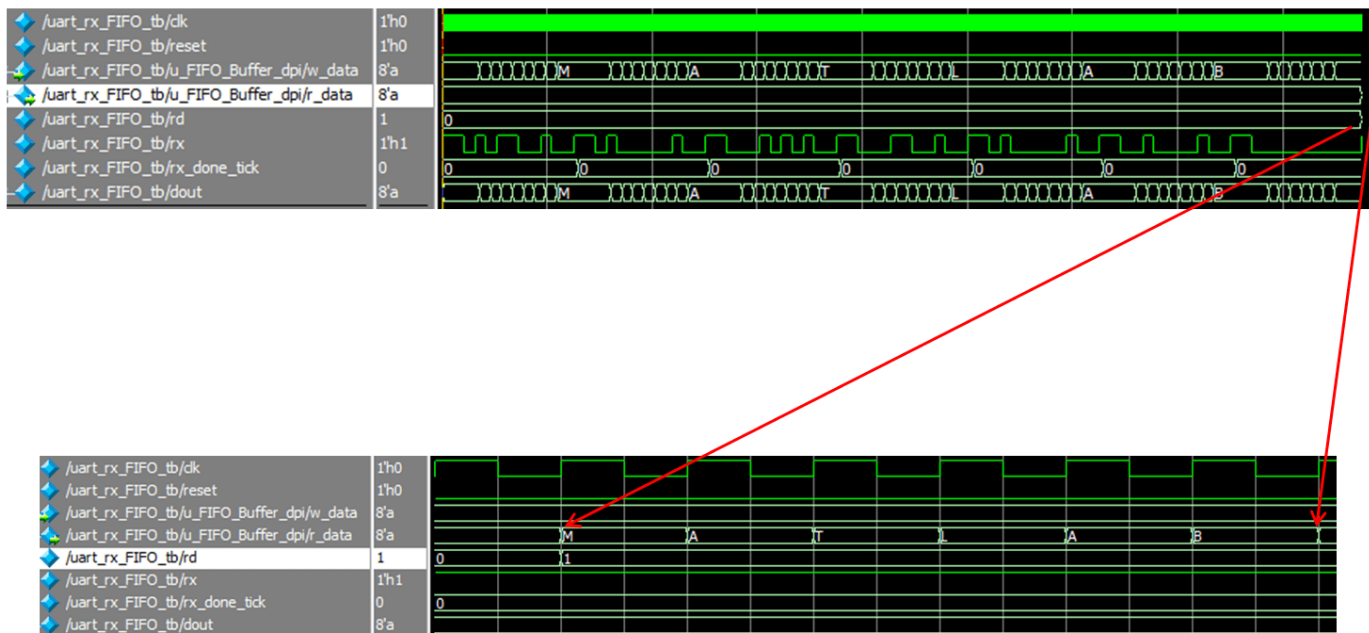 /uart_rx_FIFO_tb/clk 1'h0
/uart_rx_FIFO_tb/reset 1'h0
/uart_rx_FIFO_tb/u_FIFO_Buffer_dpi/w_data 8'a M A T L A B
/uart_rx_FIFO_tb/u_FIFO_Buffer_dpi/r_data 8'a
/uart_rx_FIFO_tb/rd 1 0
/uart_rx_FIFO_tb/rx 1'h1
/uart_rx_FIFO_tb/rx_done_tick 0 0 0 0 0 0 0 0
/uart_rx_FIFO_tb/dout 8'a M A T L A B
/uart_rx_FIFO_tb/clk 1'h0
/uart_rx_FIFO_tb/reset 1'h0
/uart_rx_FIFO_tb/u_FIFO_Buffer_dpi/w_data 8'a
/uart_rx_FIFO_tb/u_FIFO_Buffer_dpi/r_data 8'a M A T L A B
/uart_rx_FIFO_tb/rd 1 0 1
/uart_rx_FIFO_tb/rx 1'h1
/uart_rx_FIFO_tb/rx_done_tick 0 0
/uart_rx_FIFO_tb/dout 8'a